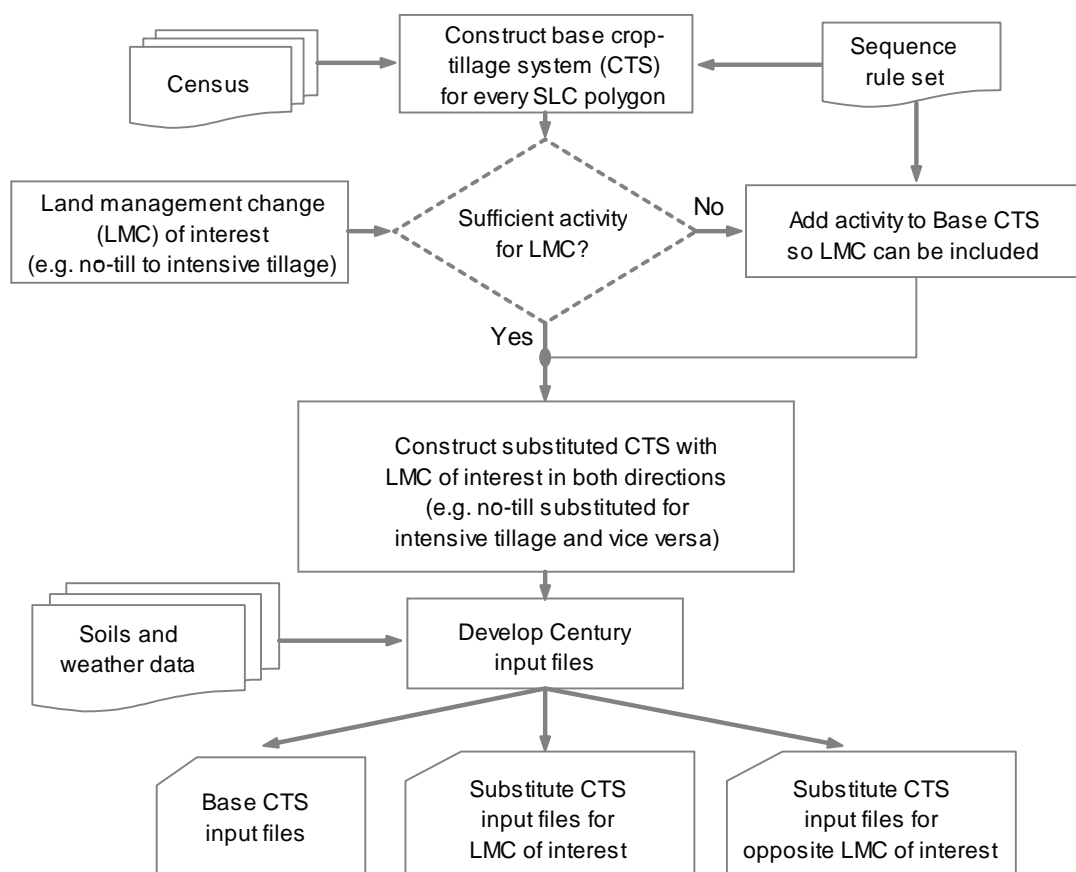 Census
Construct base crop-
tillage system (CTS)
for every SLC polygon
Sequence
rule set
Land management change
(LMC) of interest
(e.g. no-till to intensive tillage)
Sufficient activity
for LMC?
No
Add activity to Base CTS
so LMC can be included
Yes
Construct substituted CTS with
LMC of interest in both directions
(e.g. no-till substituted for
intensive tillage and vice versa)
Soils and
weather data
Develop Century
input files
Base CTS
input files
Substitute CTS
input files for
LMC of interest
Substitute CTS
input files for
opposite LMC of interest